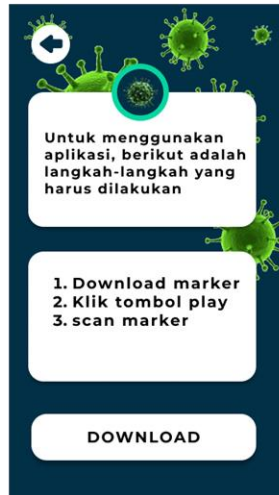 Untuk menggunakan
aplikasi, berikut adalah
langkah-langkah yang
harus dilakukan
1. Download marker
2. Klik tombol play
3. scan marker
DOWNLOAD